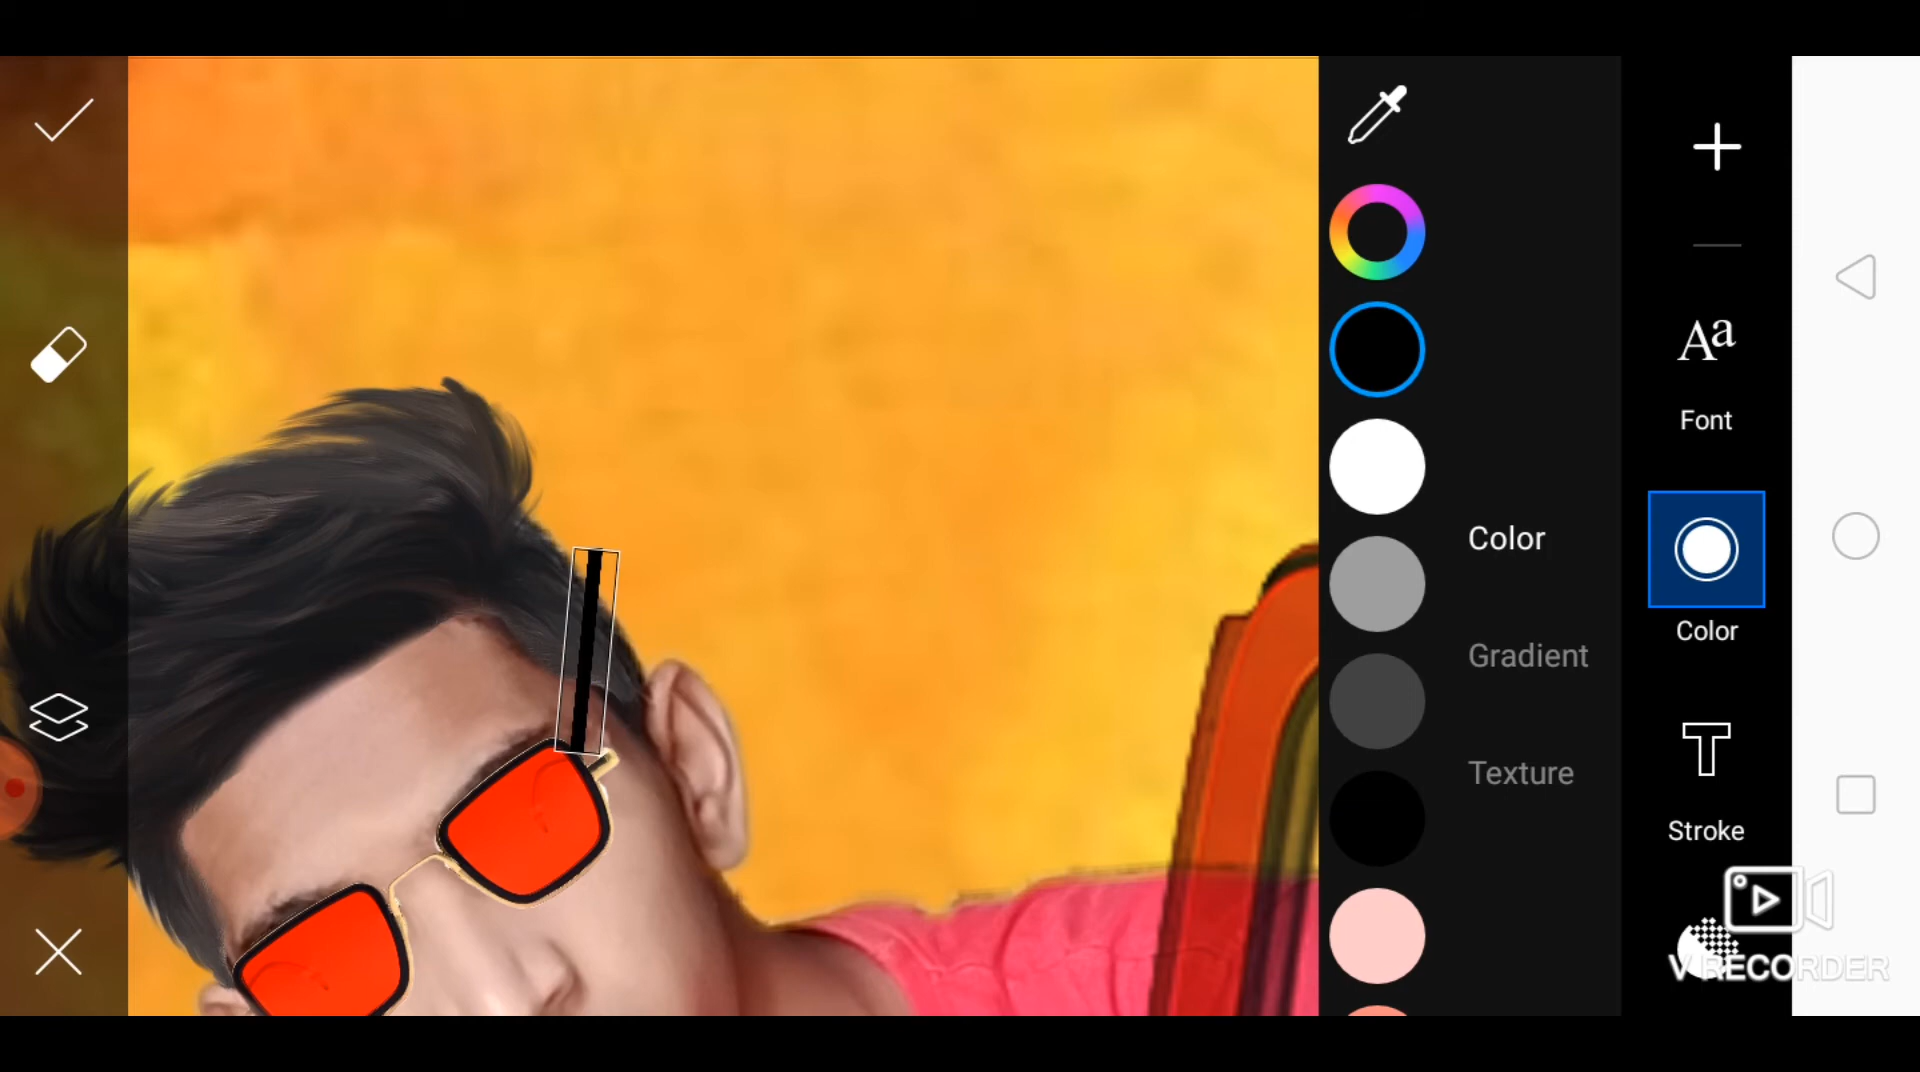 Aa
Font
Color
Color
Gradient
Texture
T
Stroke
V RECORDER